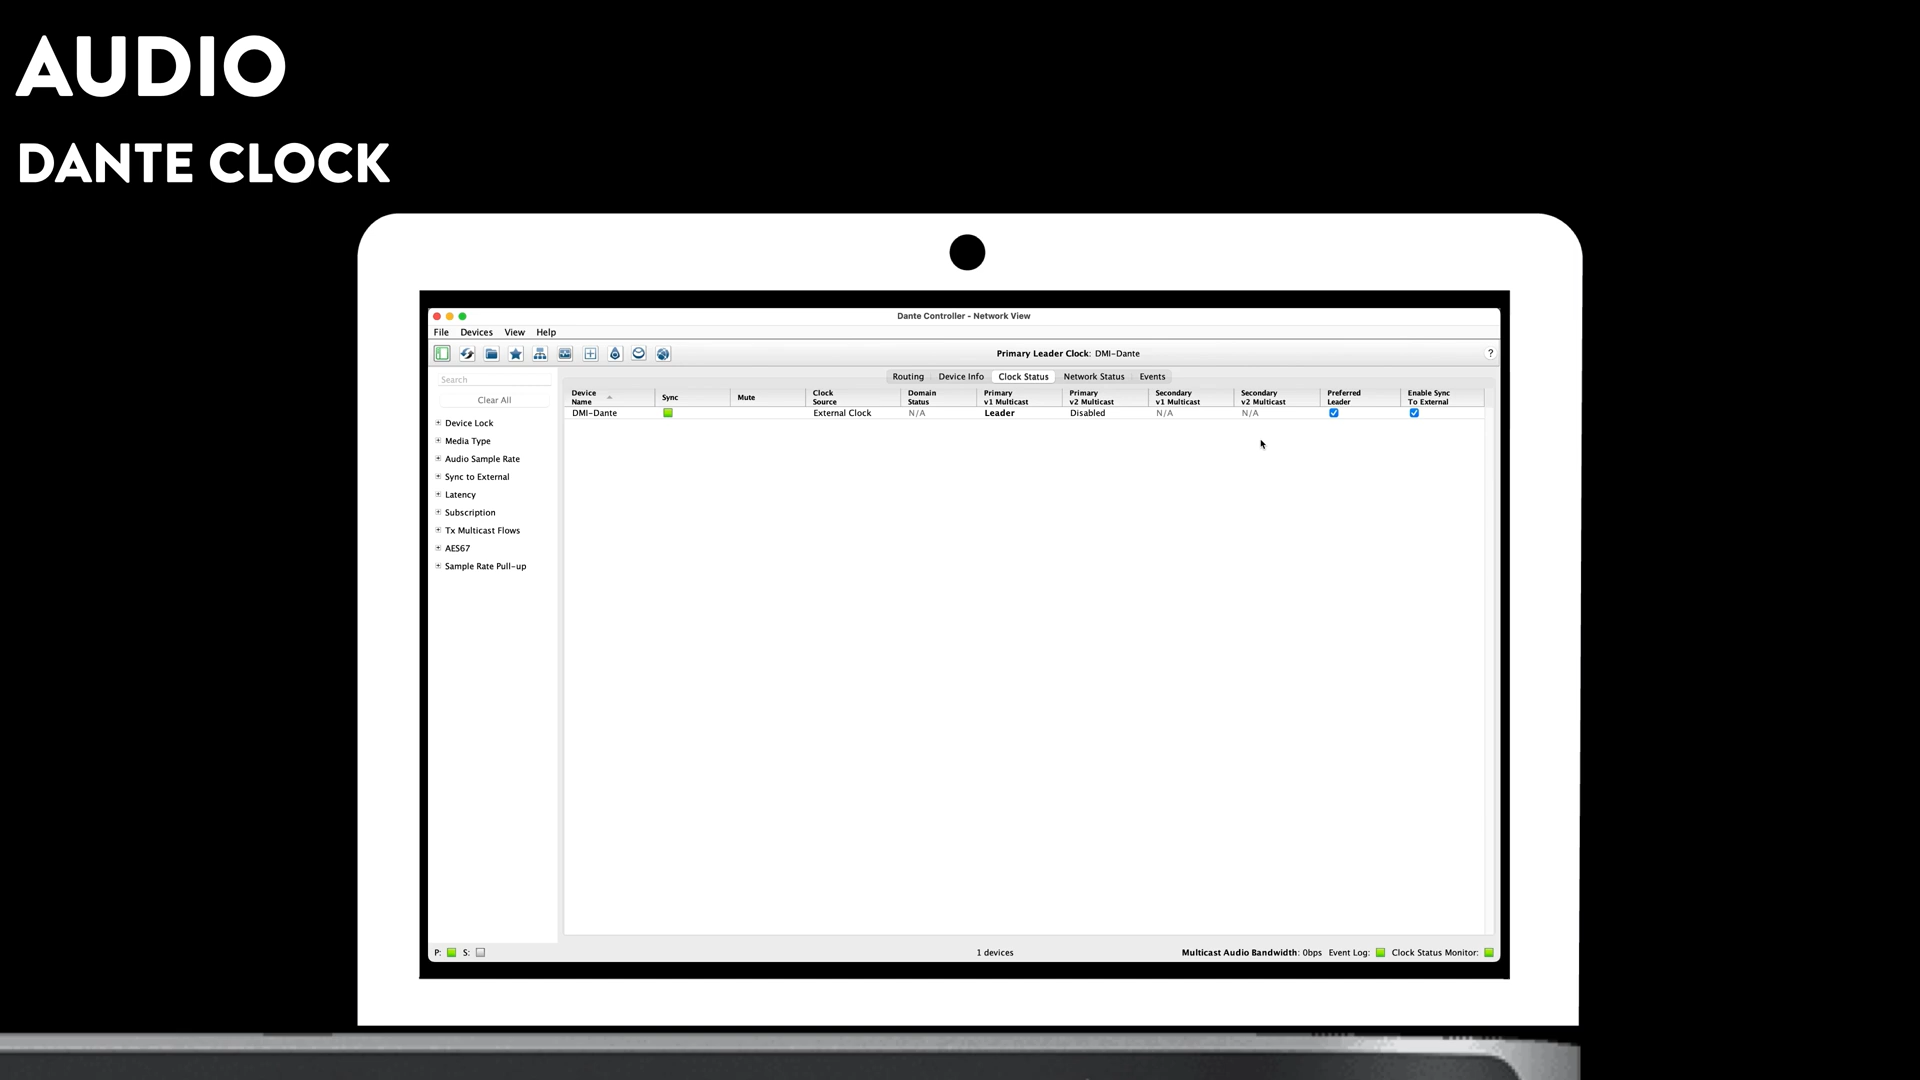 AUDIO
DANTE CLOCK
Dante Controller - Network View
File Devices View Help
Primary Leader Clock: DMI-Dante
?
Search
Clear All
Device Lock
Media Type
Audio Sample Rate
Sync to External
Latency
Subscription
Tx Multicast Flows
AES67
Sample Rate Pull-up
Routing Device Info Clock Status Network Status Events
Device Name Sync Mute Clock Source Domain Status Primary v1 Multicast Primary v2 Multicast Secondary v1 Multicast Secondary v2 Multicast Preferred Leader Enable Sync To External
DMI-Dante External Clock N/A Leader Disabled N/A N/A
P: S: 1 devices Multicast Audio Bandwidth: 0bps Event Log: Clock Status Monitor: